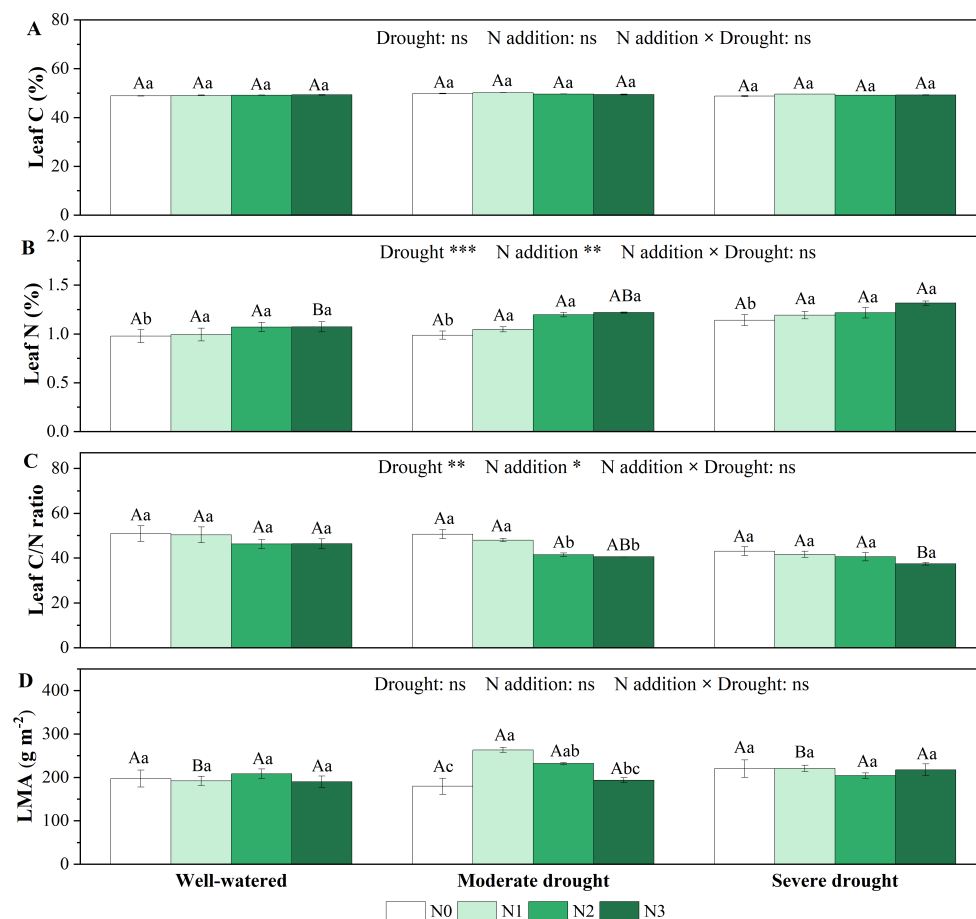 A
Drought: ns N addition: ns N addition × Drought: ns
Leaf C (%)
80
60
40
20
0
Aa Aa Aa Aa Aa Aa Aa Aa Aa Aa Aa Aa
B
Drought *** N addition ** N addition × Drought: ns
Leaf N (%)
2.0
1.5
1.0
0.5
0.0
Ab Aa Aa Ba Ab Aa Aa ABa Ab Aa Aa Aa
C
Drought ** N addition * N addition × Drought: ns
Leaf C/N ratio
80
60
40
20
0
Aa Aa Aa Aa Aa Aa Ab ABb Aa Aa Aa Ba
D
Drought: ns N addition: ns N addition × Drought: ns
LMA (g m⁻²)
400
300
200
100
0
Aa Ba Aa Aa Ac Aa Aab Abc Aa Ba Aa Aa
Well-watered Moderate drought Severe drought
N0 N1 N2 N3